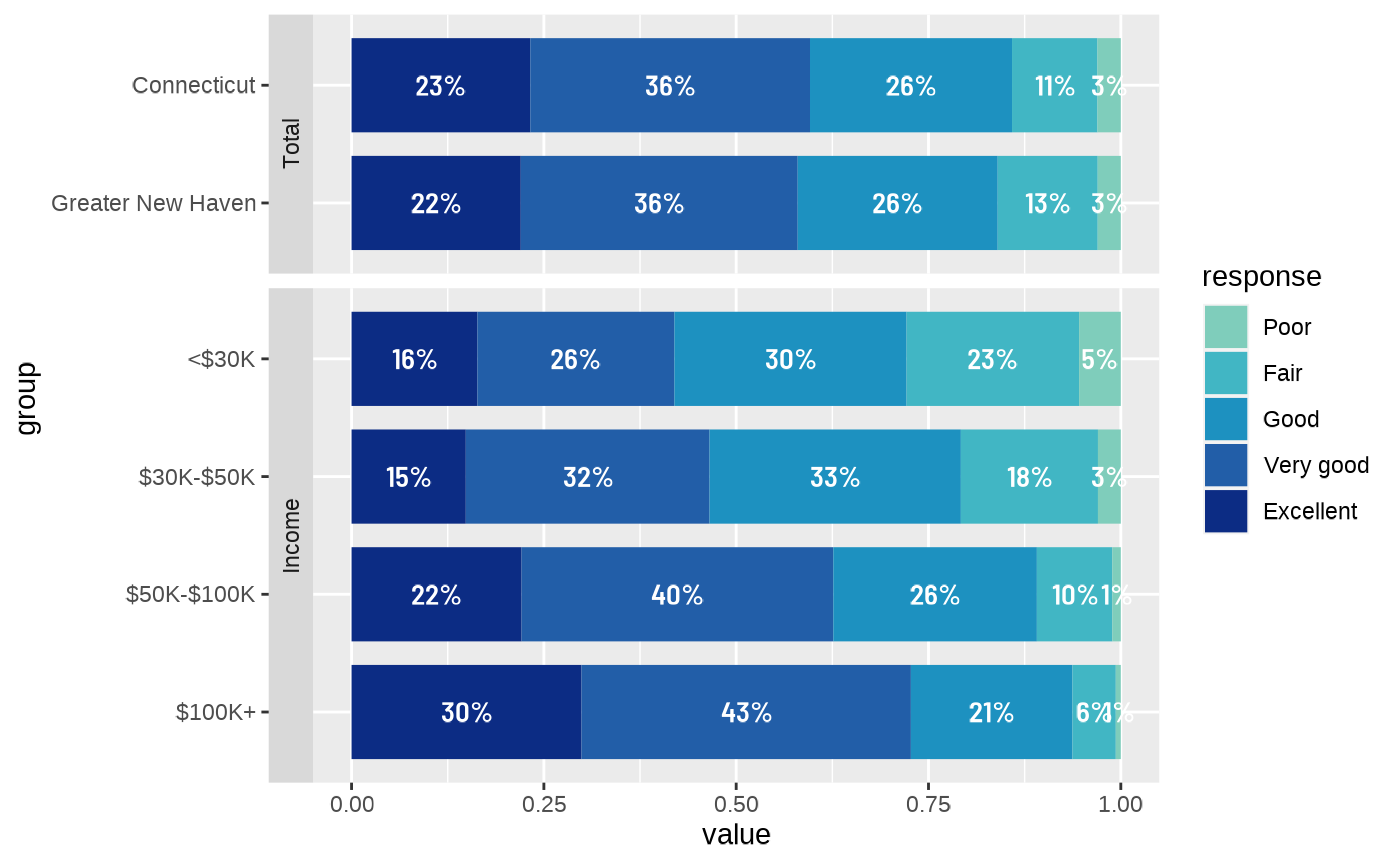 Total
Connecticut 23% 36% 26% 11% 3%
Greater New Haven 22% 36% 26% 13% 3%
group
Income
<$30K 16% 26% 30% 23% 5%
$30K-$50K 15% 32% 33% 18% 3%
$50K-$100K 22% 40% 26% 10% 1%
$100K+ 30% 43% 21% 6% 1%
0.00 0.25 0.50 0.75 1.00
value
response
Poor
Fair
Good
Very good
Excellent